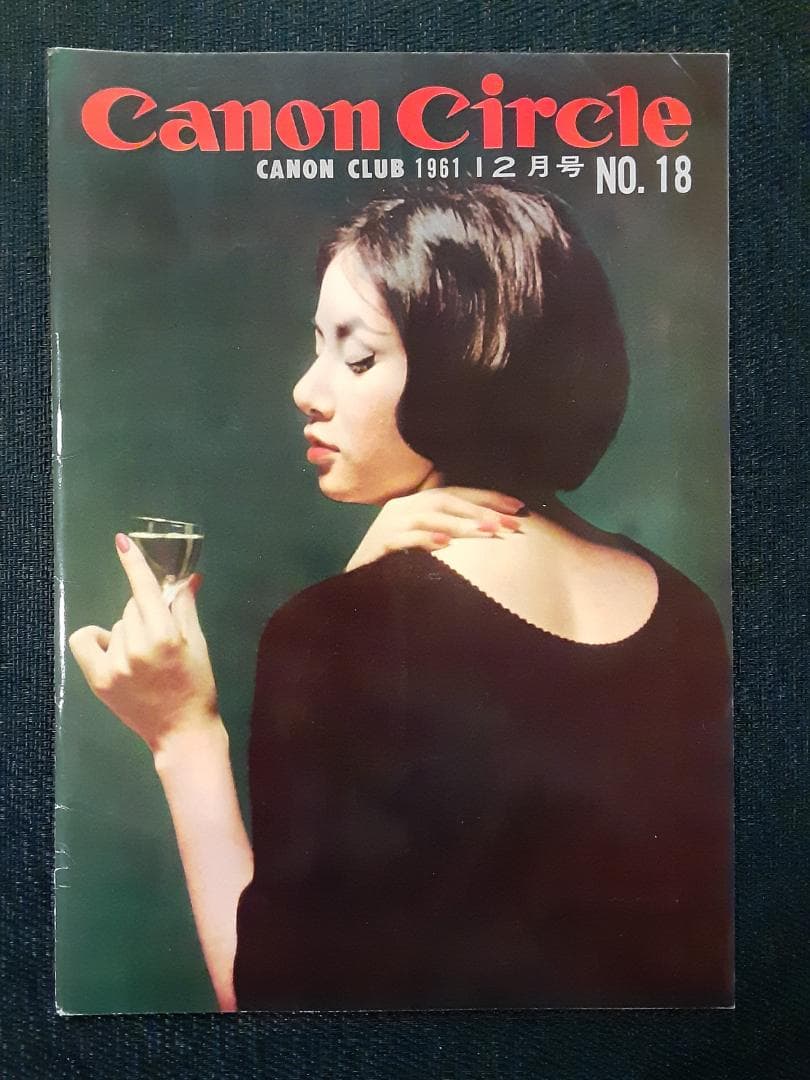 Canon Circle
CANON CLUB 1961 12月号 NO. 18